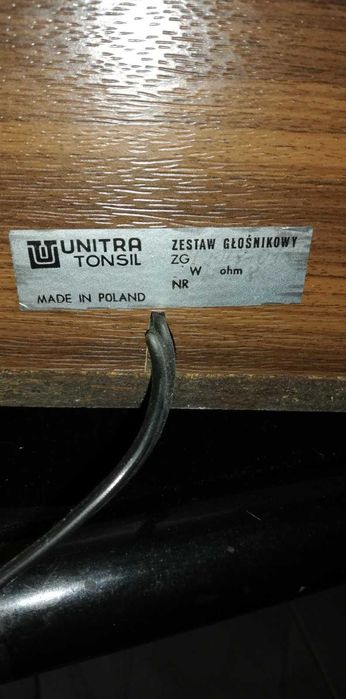 UNITRA
TONSIL
MADE IN POLAND
ZESTAW GŁOŚNIKOWY
ZG
W ohm
NR